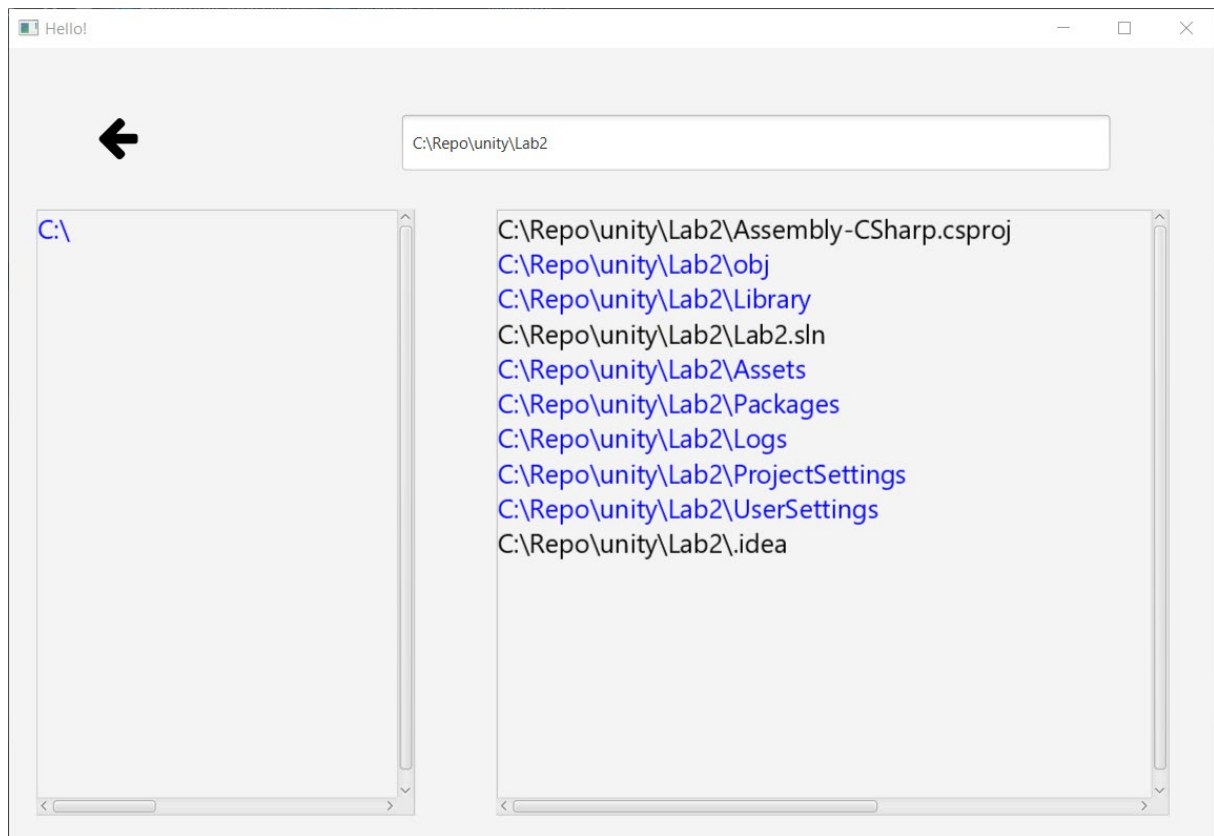 Hello!
C:\Repo\unity\Lab2
C:\
C:\Repo\unity\Lab2\Assembly-CSharp.csproj
C:\Repo\unity\Lab2\obj
C:\Repo\unity\Lab2\Library
C:\Repo\unity\Lab2\Lab2.sln
C:\Repo\unity\Lab2\Assets
C:\Repo\unity\Lab2\Packages
C:\Repo\unity\Lab2\Logs
C:\Repo\unity\Lab2\ProjectSettings
C:\Repo\unity\Lab2\UserSettings
C:\Repo\unity\Lab2\.idea